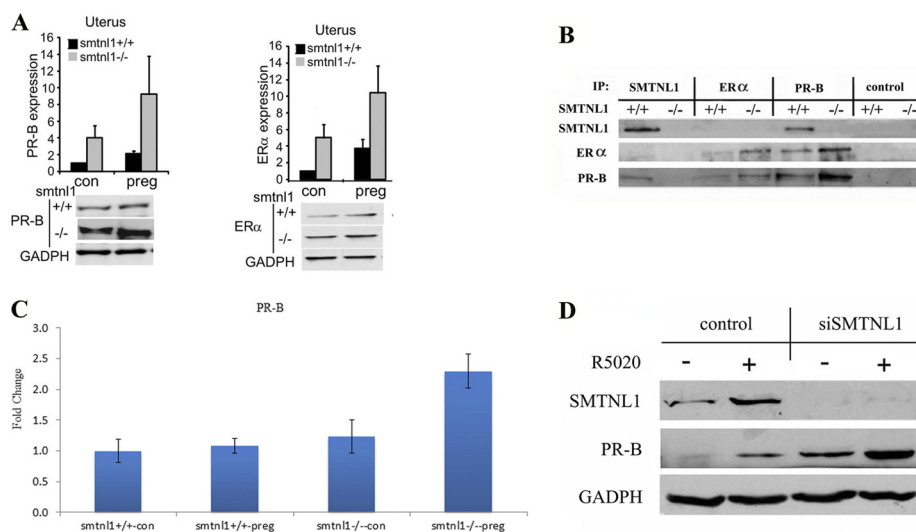 A
Uterus
smtnl1+/+
smtnl1-/-
PR-B expression
16
14
12
10
8
6
4
2
0
con preg
smtnl1
+/+
PR-B
-/-
GADPH
Uterus
smtnl1+/+
smtnl1-/-
ERα expression
16
14
12
10
8
6
4
2
0
con preg
smtnl1
+/+
ERα
-/-
GADPH
B
IP: SMTNL1 ERα PR-B control
SMTNL1 +/+ -/- +/+ -/- +/+ -/- +/+ -/-
SMTNL1
ERα
PR-B
C
PR-B
Fold Change
3.0
2.5
2.0
1.5
1.0
0.5
0.0
smtnl1+/+-con smtnl1+/+-preg smtnl1-/--con smtnl1-/--preg
D
control siSMTNL1
R5020 - + - +
SMTNL1
PR-B
GADPH